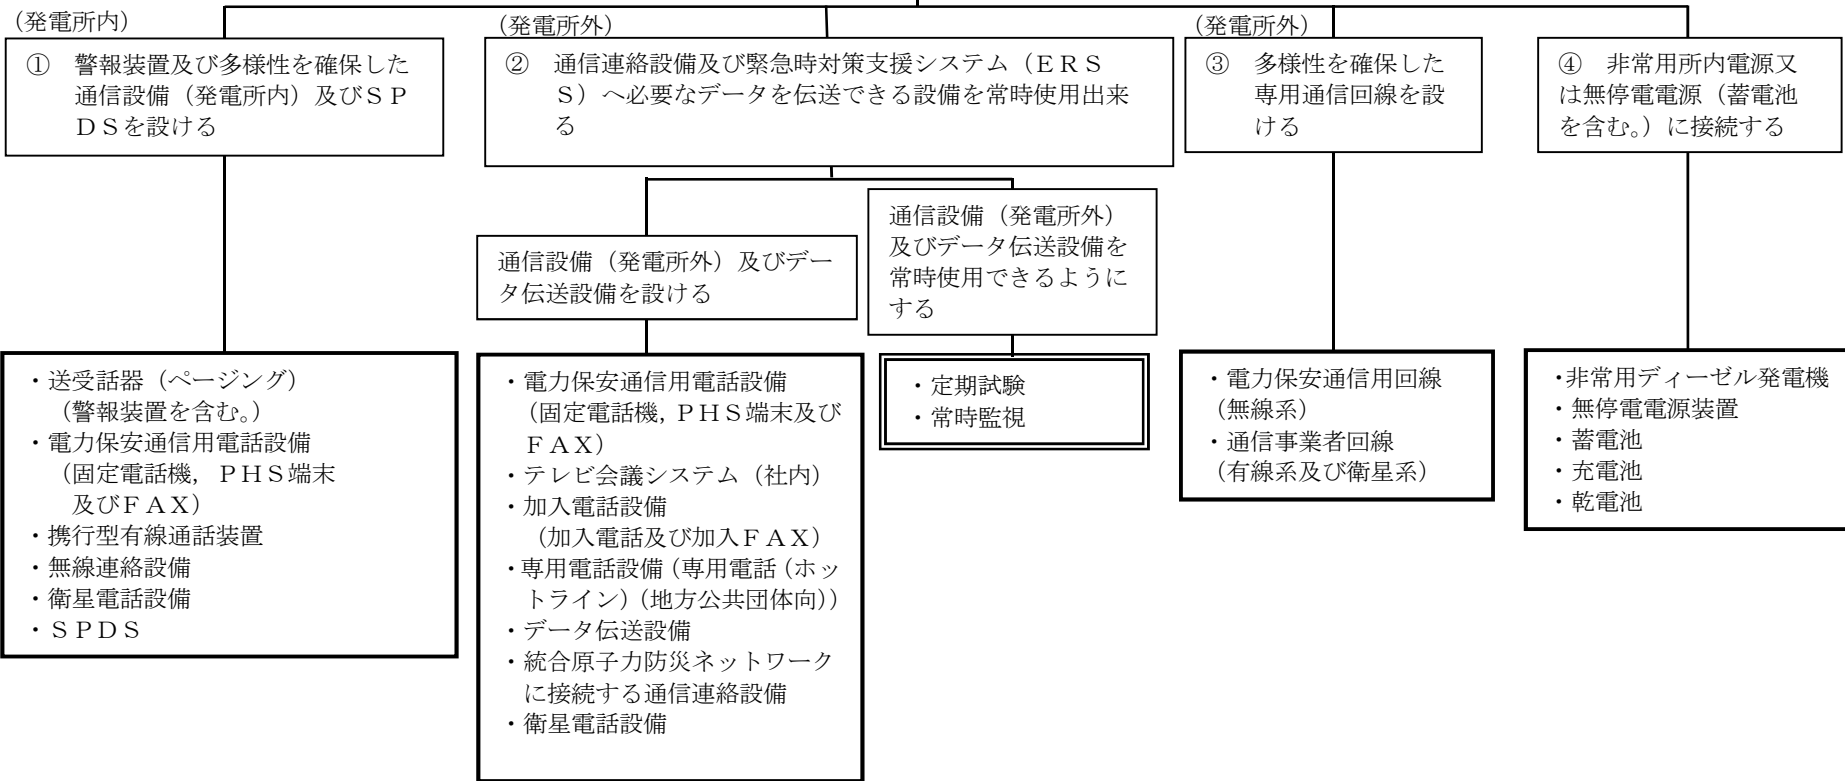 (発電所内)
① 警報装置及び多様性を確保した
通信設備（発電所内）及びＳＰ
ＤＳを設ける
・送受話器（ページング）
（警報装置を含む。）
・電力保安通信用電話設備
（固定電話機，ＰＨＳ端末
及びＦＡＸ）
・携行型有線通話装置
・無線連絡設備
・衛星電話設備
・ＳＰＤＳ
(発電所外)
② 通信連絡設備及び緊急時対策支援システム（ＥＲＳ
Ｓ）へ必要なデータを伝送できる設備を常時使用出来
る
通信設備（発電所外）及びデー
タ伝送設備を設ける
・電力保安通信用電話設備
（固定電話機，ＰＨＳ端末及び
ＦＡＸ）
・テレビ会議システム（社内）
・加入電話設備
（加入電話及び加入ＦＡＸ）
・専用電話設備（専用電話（ホッ
トライン）（地方公共団体向））
・データ伝送設備
・統合原子力防災ネットワーク
に接続する通信連絡設備
・衛星電話設備
通信設備（発電所外）
及びデータ伝送設備を
常時使用できるように
する
・定期試験
・常時監視
(発電所外)
③ 多様性を確保した
専用通信回線を設
ける
・電力保安通信用回線
（無線系）
・通信事業者回線
（有線系及び衛星系）
④ 非常用所内電源又
は無停電電源（蓄電池
を含む。）に接続する
・非常用ディーゼル発電機
・無停電電源装置
・蓄電池
・充電池
・乾電池